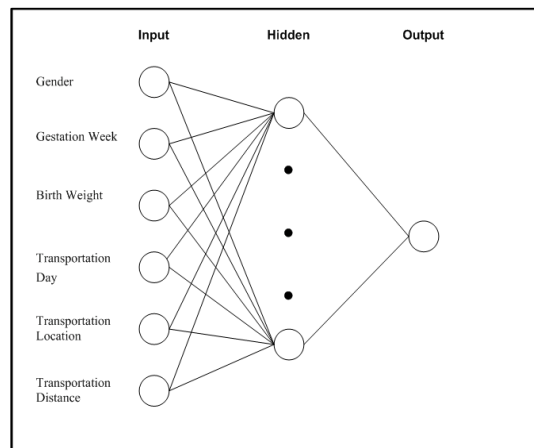 Input Hidden Output
Gender
Gestation Week
Birth Weight
Transportation
Day
Transportation
Location
Transportation
Distance